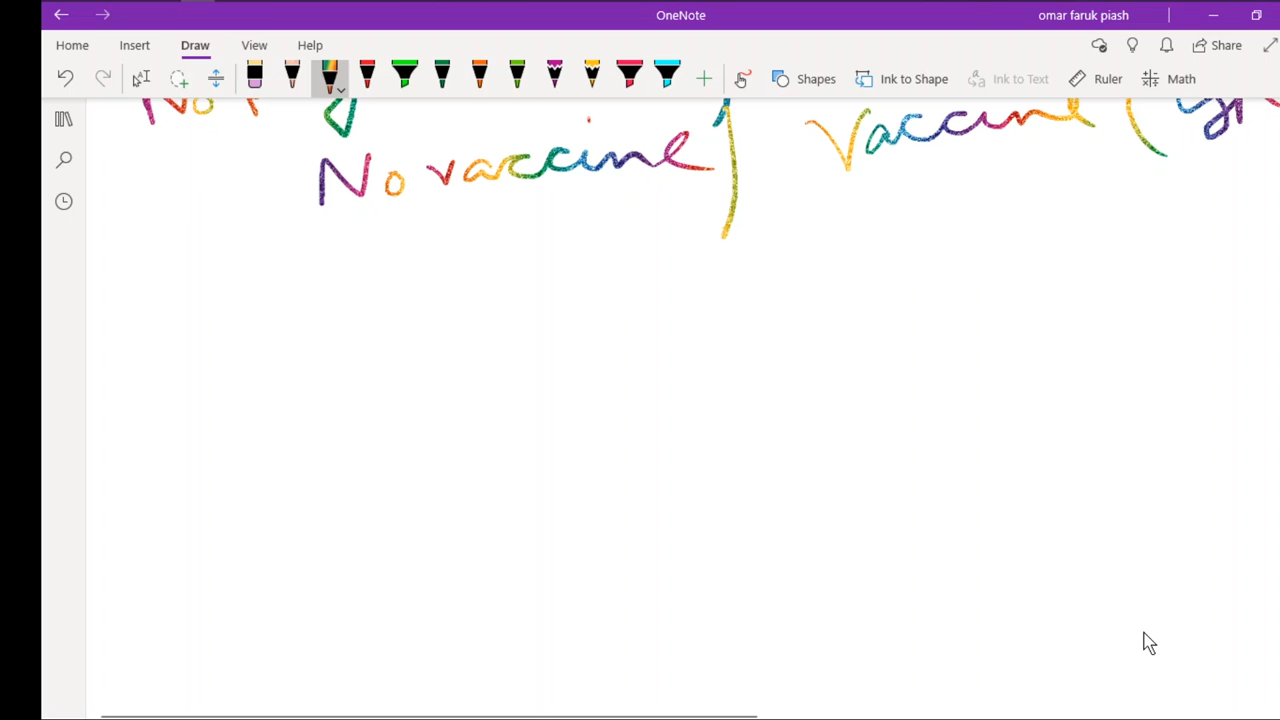 OneNote
omar faruk piash
Home Insert Draw View Help Share
Shapes Ink to Shape Ink to Text Ruler Math
No
vaccine (
No vaccine)